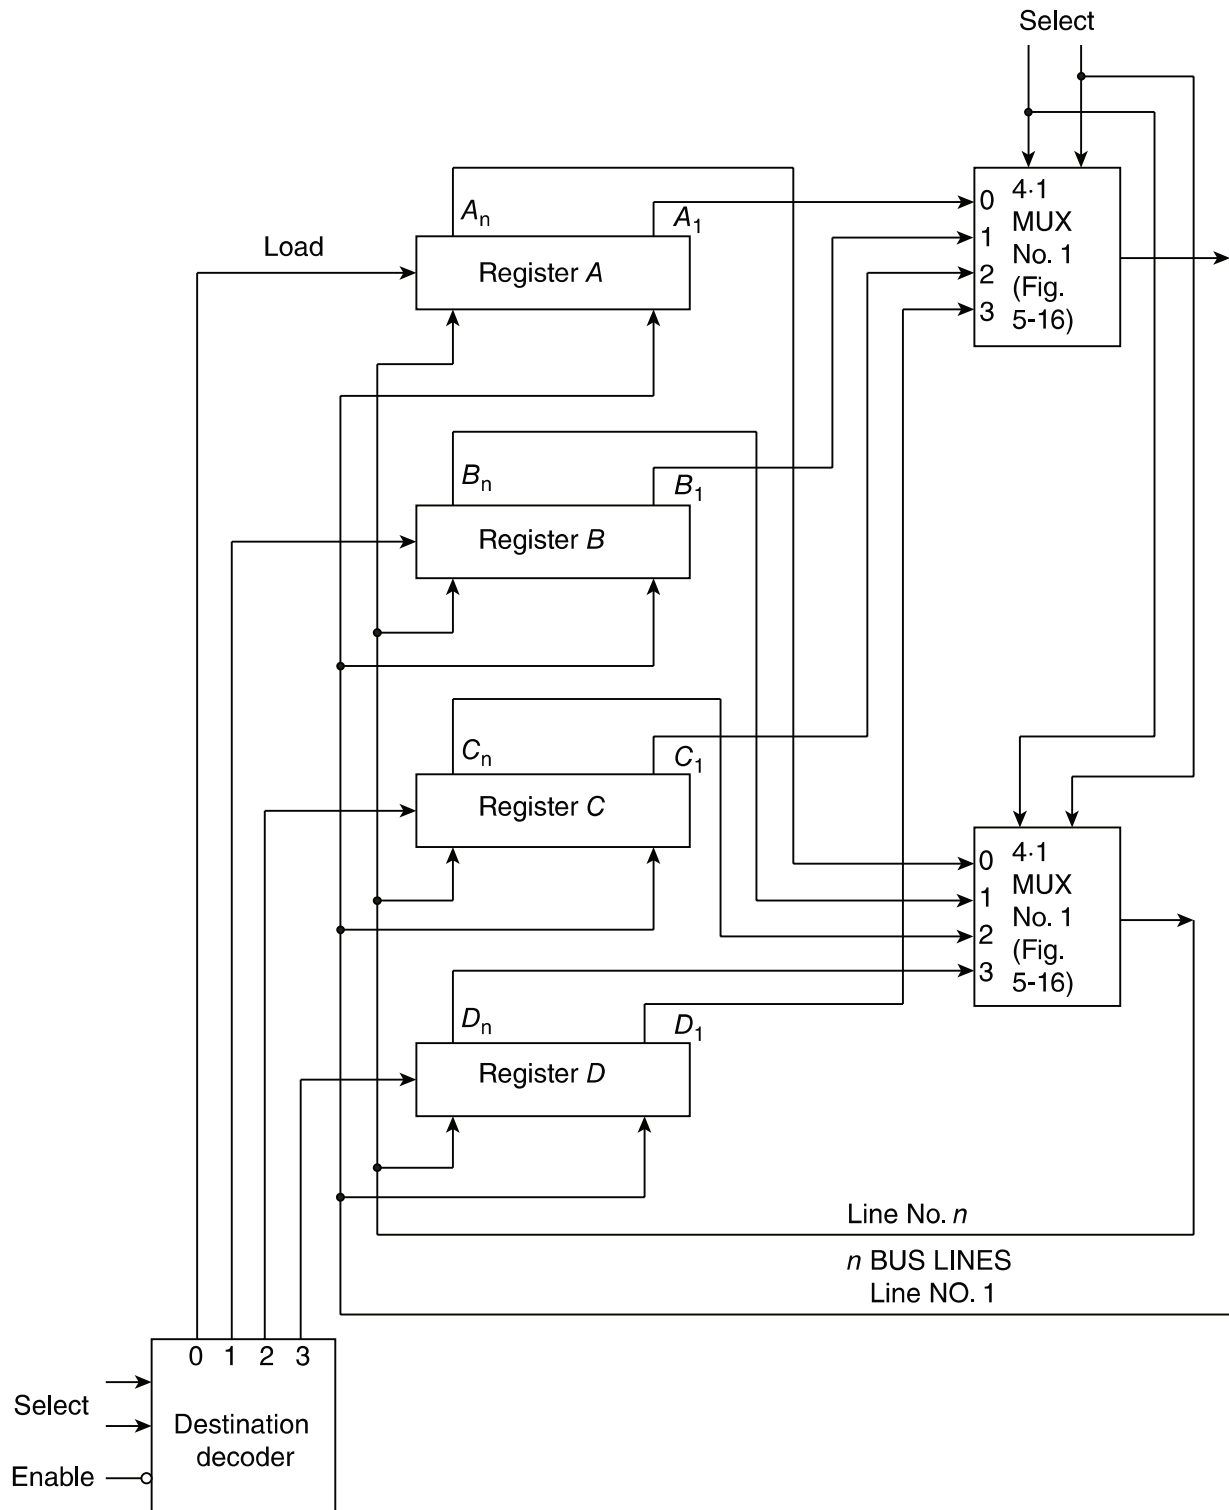 Select
4·1
MUX
No. 1
(Fig.
5-16)
0
1
2
3
An
A1
Load
Register A
Bn
B1
Register B
Cn
C1
Register C
4·1
MUX
No. 1
(Fig.
5-16)
0
1
2
3
Dn
D1
Register D
Line No. n
n BUS LINES
Line NO. 1
0 1 2 3
Select
Destination
decoder
Enable